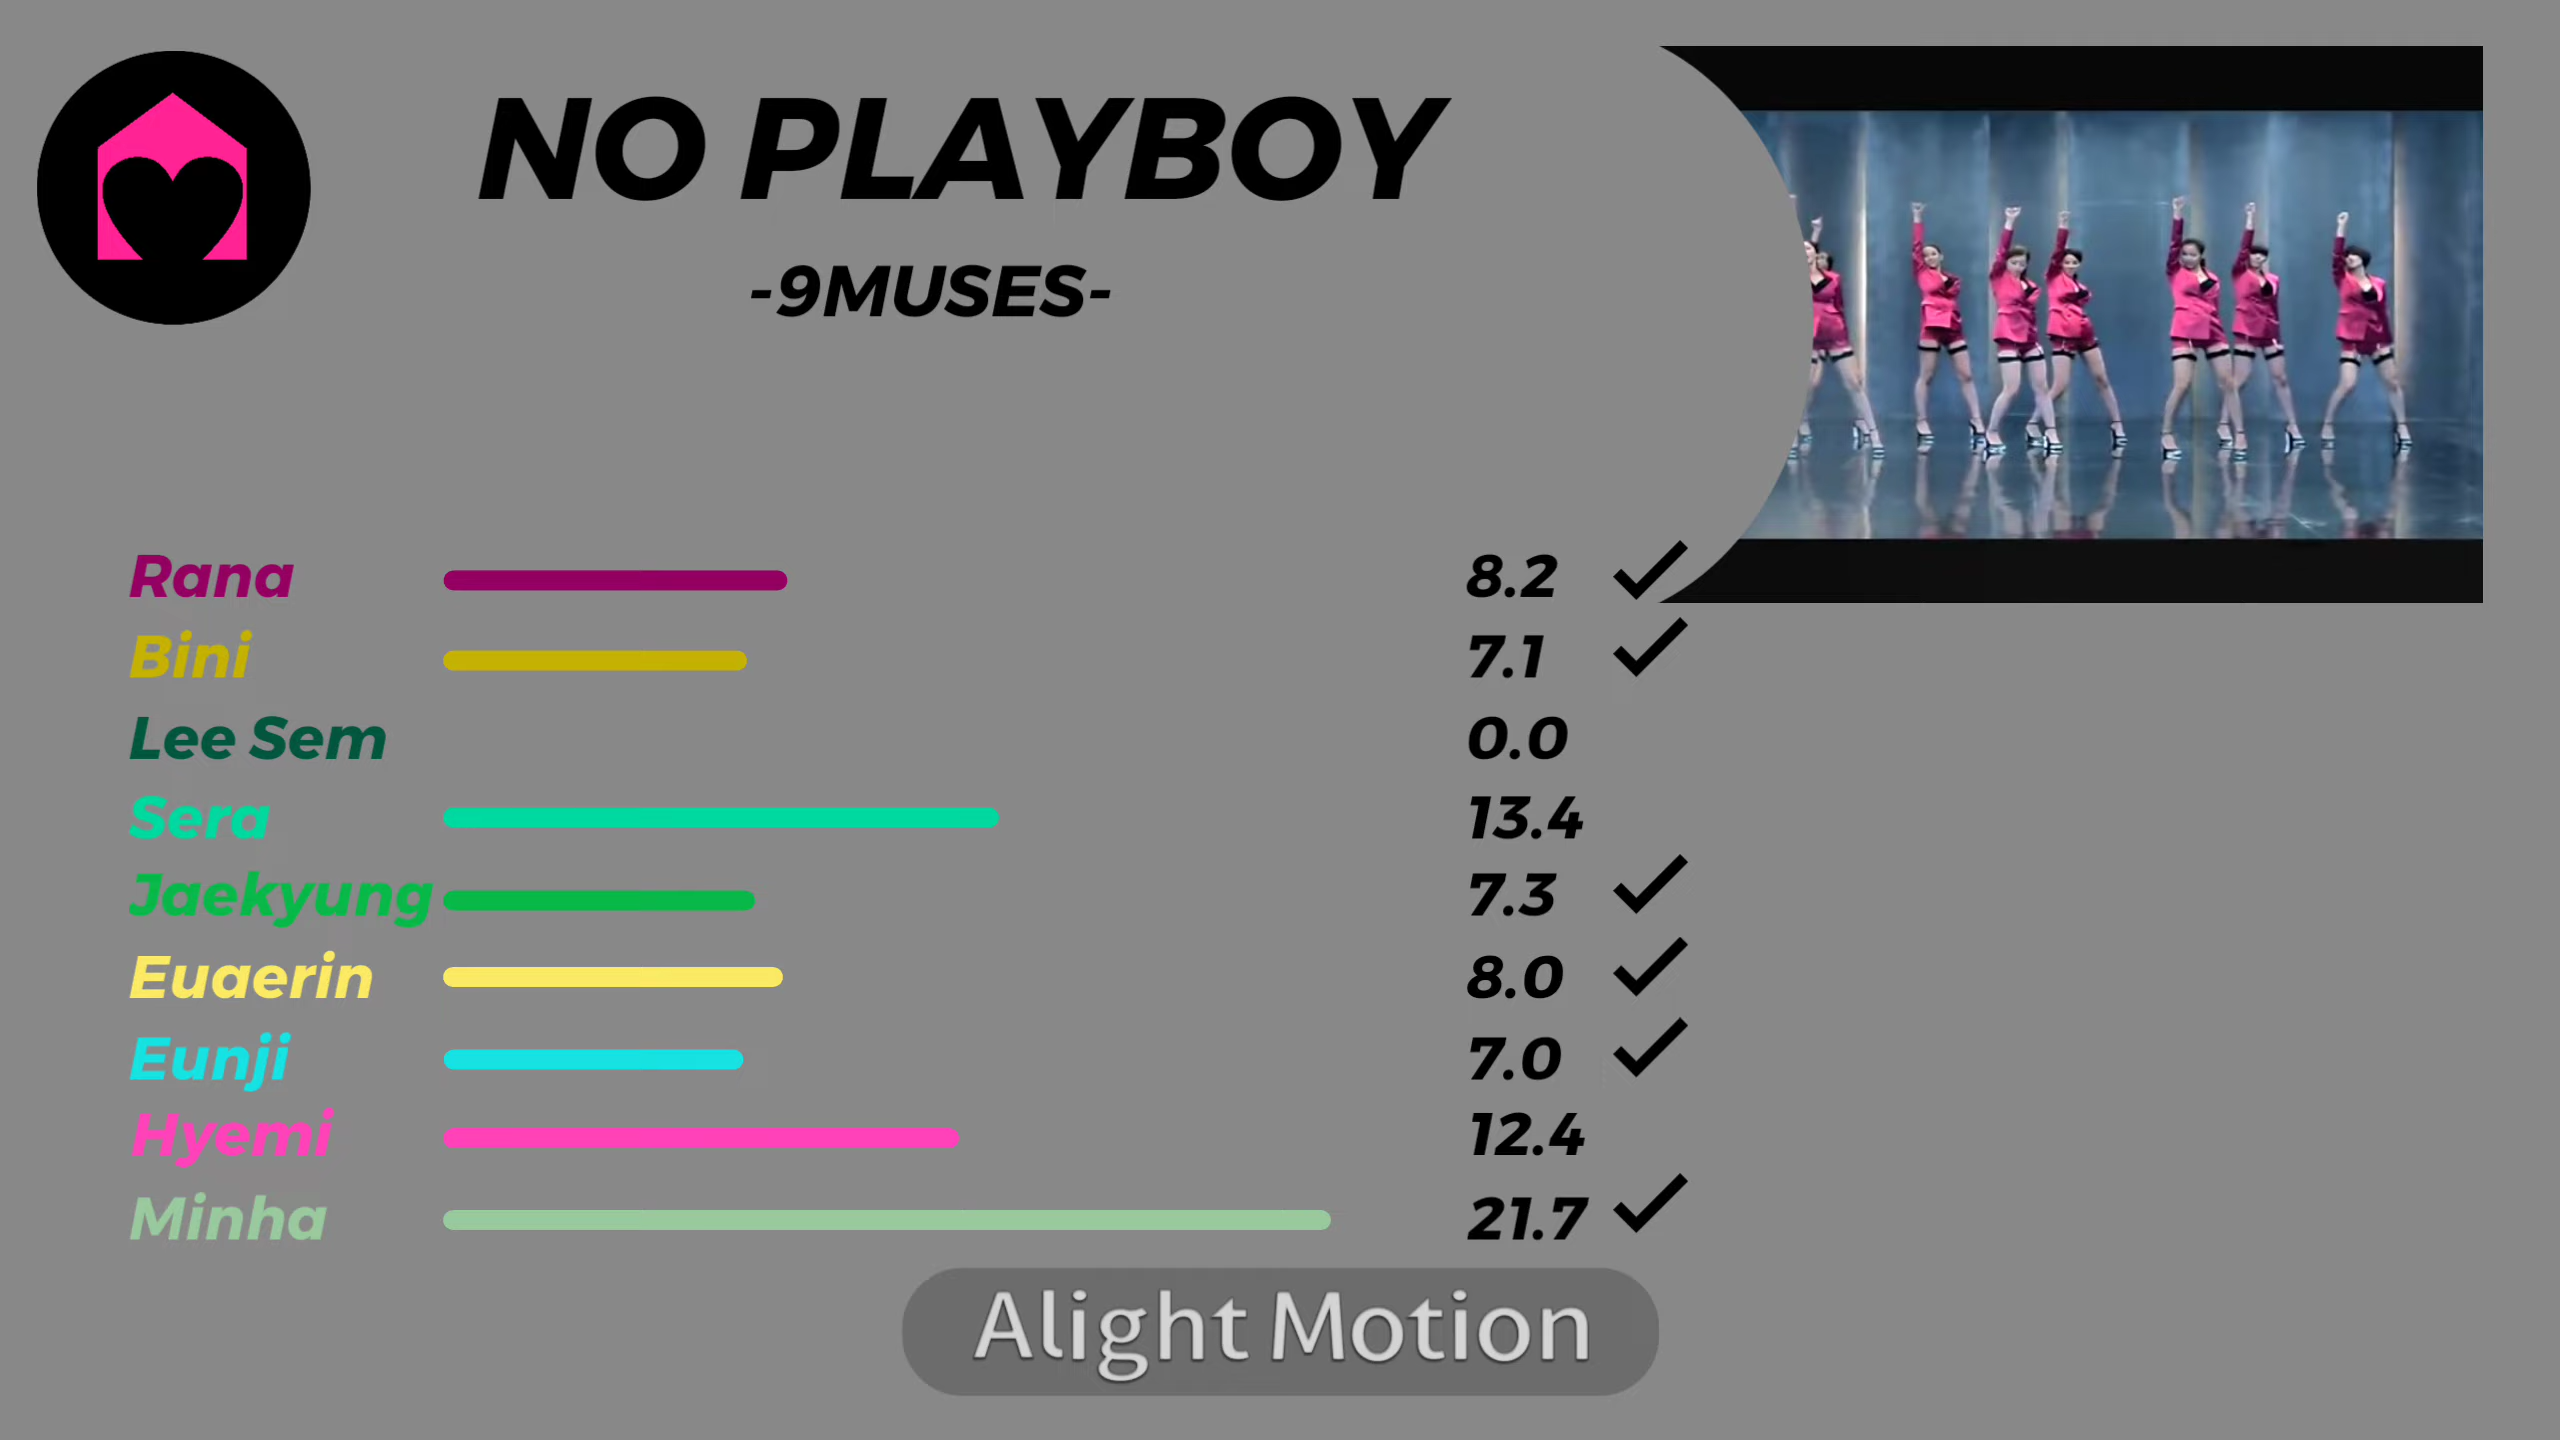 NO PLAYBOY
-9MUSES-
Rana 8.2
Bini 7.1
Lee Sem 0.0
Sera 13.4
Jaekyung 7.3
Euaerin 8.0
Eunji 7.0
Hyemi 12.4
Minha 21.7
Alight Motion